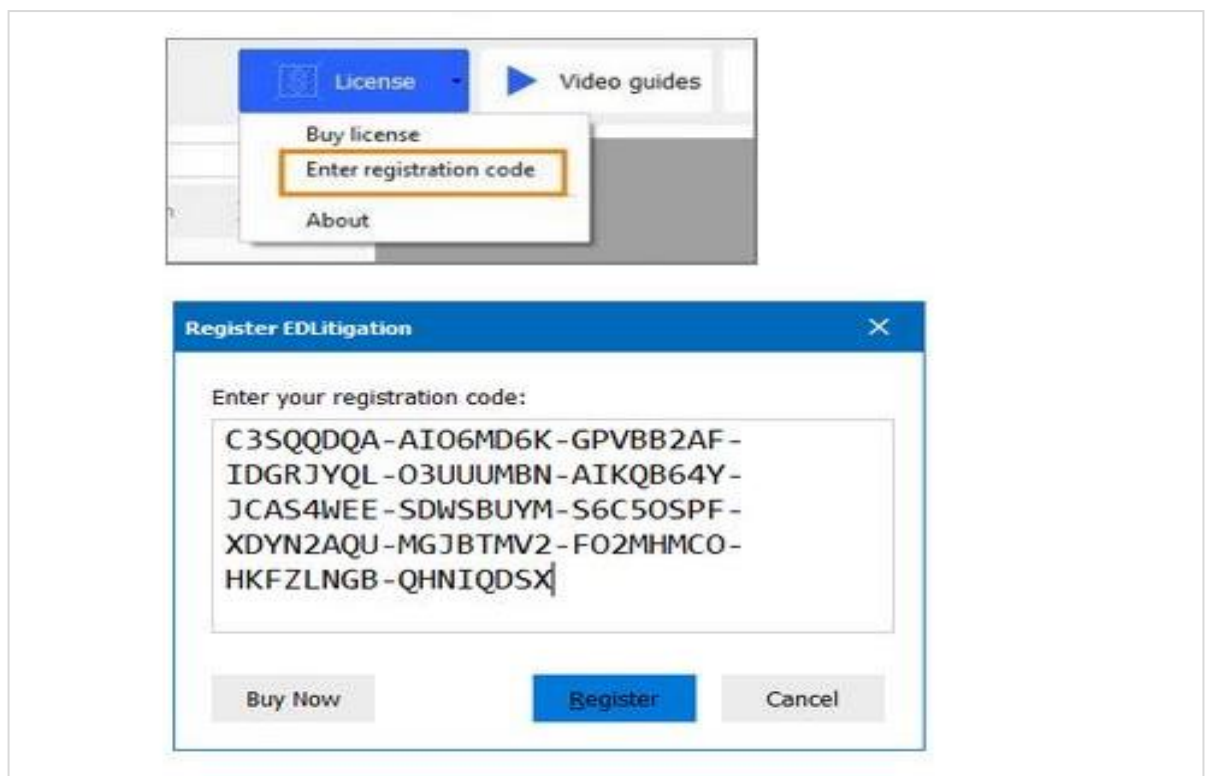 License
Video guides
Buy license
Enter registration code
About
Register EDLitigation
Enter your registration code:
C3SQQDQA-AIO6MD6K-GPVBB2AF-
IDGRJYQL-O3UUUMBN-AIKQB64Y-
JCAS4WEE-SDWSBUYM-S6C5OSPF-
XDYN2AQU-MGJBTMV2-FO2MHMCO-
HKFZLNGB-QHNIQDSX
Buy Now
Register
Cancel